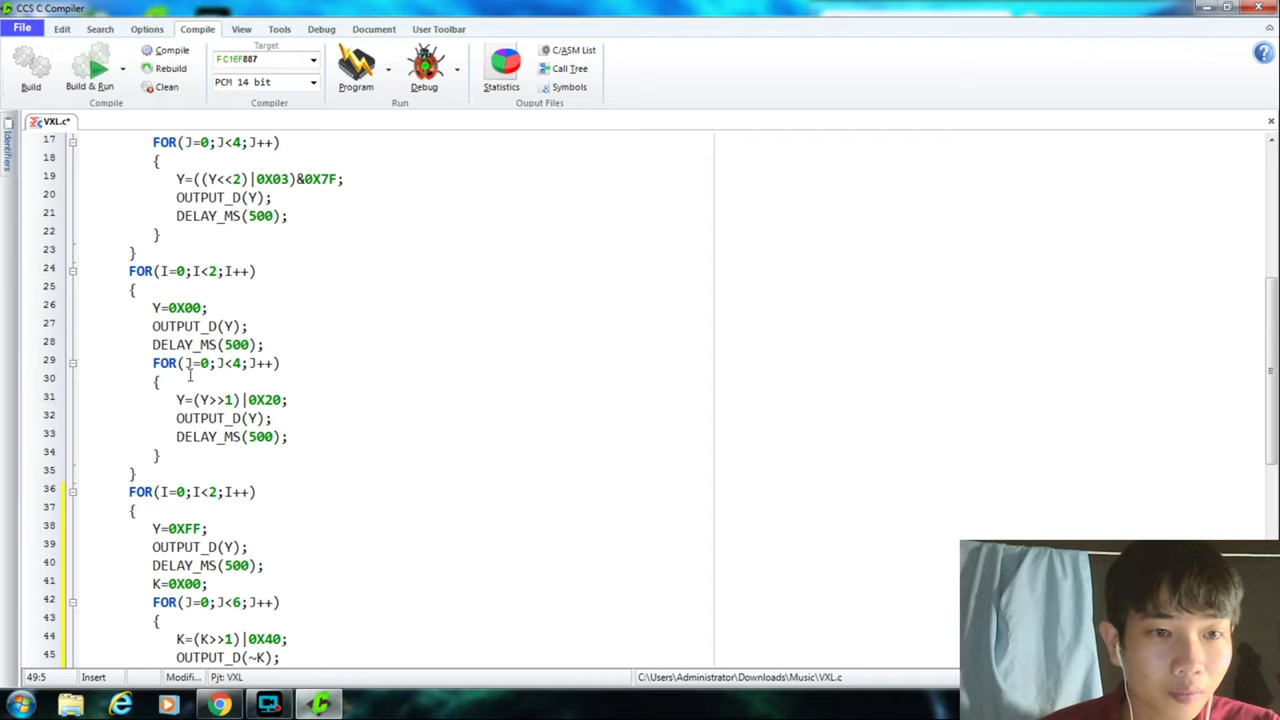 CCS C Compiler
File Edit Search Options Compile View Tools Debug Document User Toolbar
Target
Compile
Rebuild
Clean
PCM 14 bit
Build
Build & Run
Program
Debug
Statistics
C/ASM List
Call Tree
Symbols
Compile
Compiler
Run
Ouput Files
VXL.c*
Identifiers
17 FOR(J=0;J<4;J++)
18 {
19 Y=((Y<<2)|0X03)&0X7F;
20 OUTPUT_D(Y);
21 DELAY_MS(500);
22 }
23 }
24 FOR(I=0;I<2;I++)
25 {
26 Y=0X00;
27 OUTPUT_D(Y);
28 DELAY_MS(500);
29 FOR(J=0;J<4;J++)
30 {
31 Y=(Y>>1)|0X20;
32 OUTPUT_D(Y);
33 DELAY_MS(500);
34 }
35 }
36 FOR(I=0;I<2;I++)
37 {
38 Y=0XFF;
39 OUTPUT_D(Y);
40 DELAY_MS(500);
41 K=0X00;
42 FOR(J=0;J<6;J++)
43 {
44 K=(K>>1)|0X40;
45 OUTPUT_D(~K);
49:5 Insert Modifi... Pjt: VXL C:\Users\Administrator\Downloads\Music\VXL.c